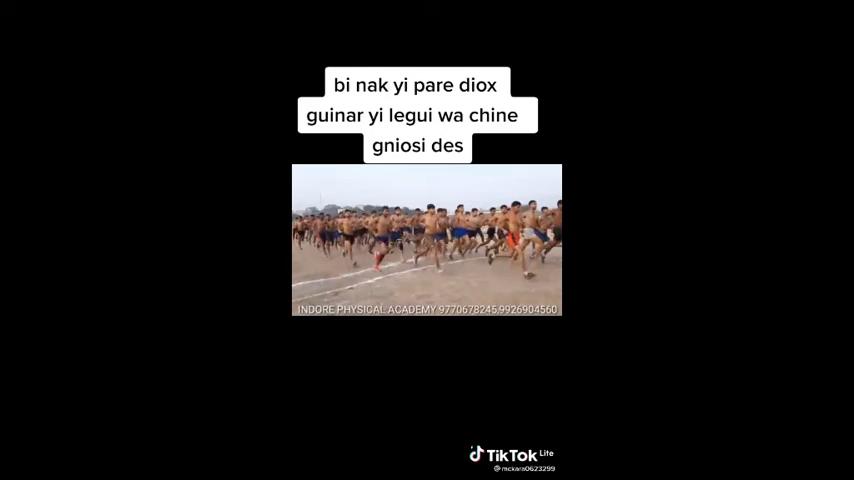 bi nak yi pare diox
guinar yi legui wa chine
gniosi des
INDORE PHYSICAL ACADEMY 9770678245,9926904560
TikTok Lite
@mckara0623299